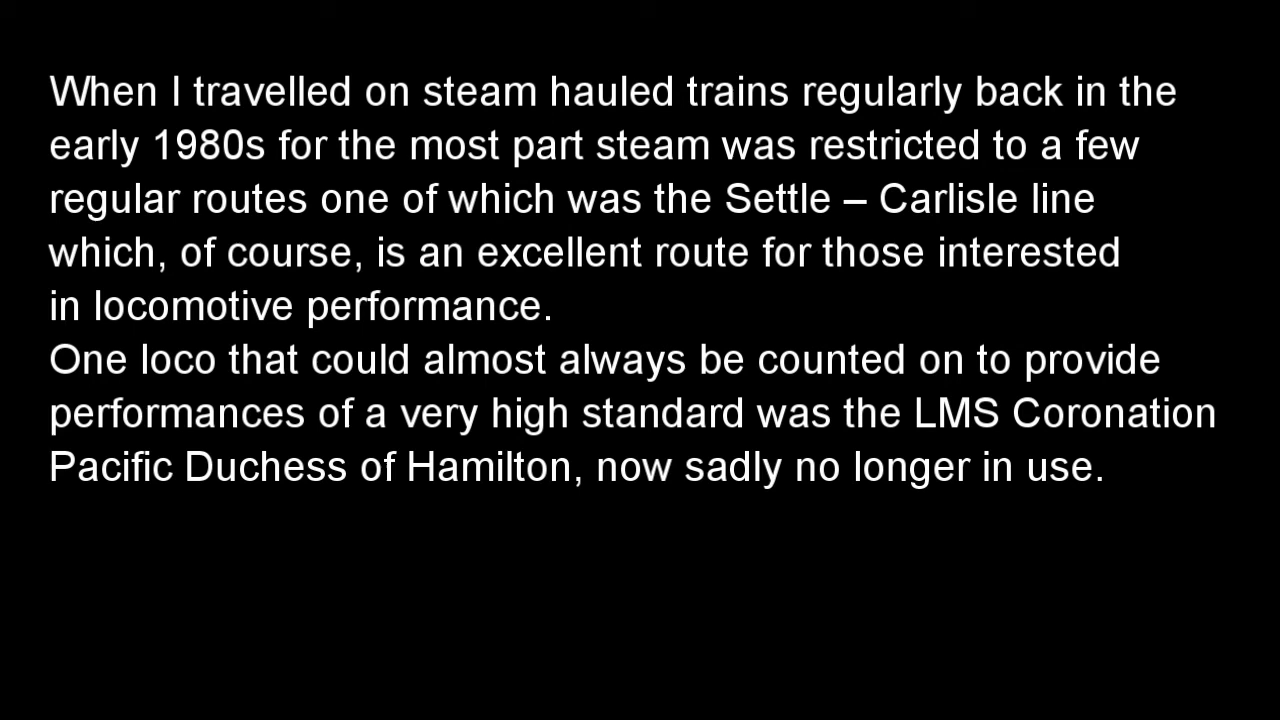 When I travelled on steam hauled trains regularly back in the
early 1980s for the most part steam was restricted to a few
regular routes one of which was the Settle – Carlisle line
which, of course, is an excellent route for those interested
in locomotive performance.
One loco that could almost always be counted on to provide
performances of a very high standard was the LMS Coronation
Pacific Duchess of Hamilton, now sadly no longer in use.